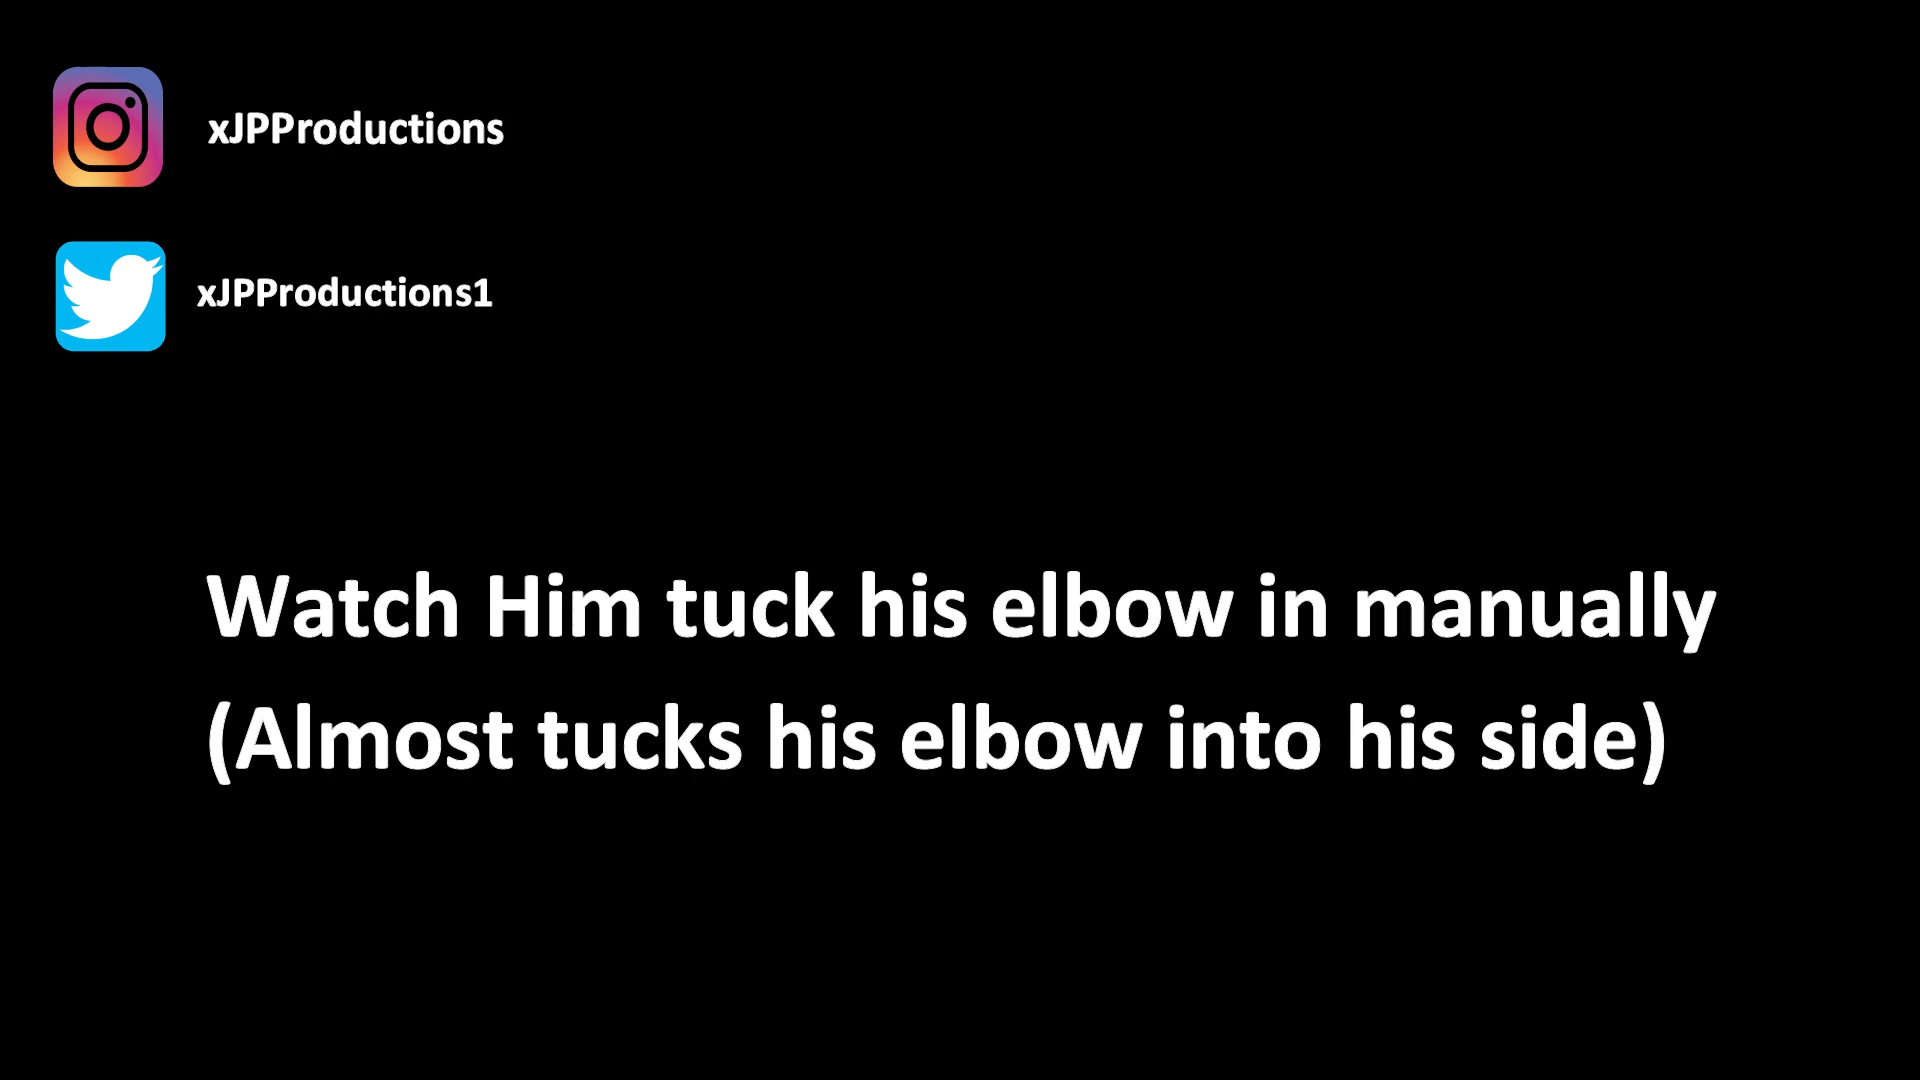 xJPProductions
xJPProductions1
Watch Him tuck his elbow in manually
(Almost tucks his elbow into his side)